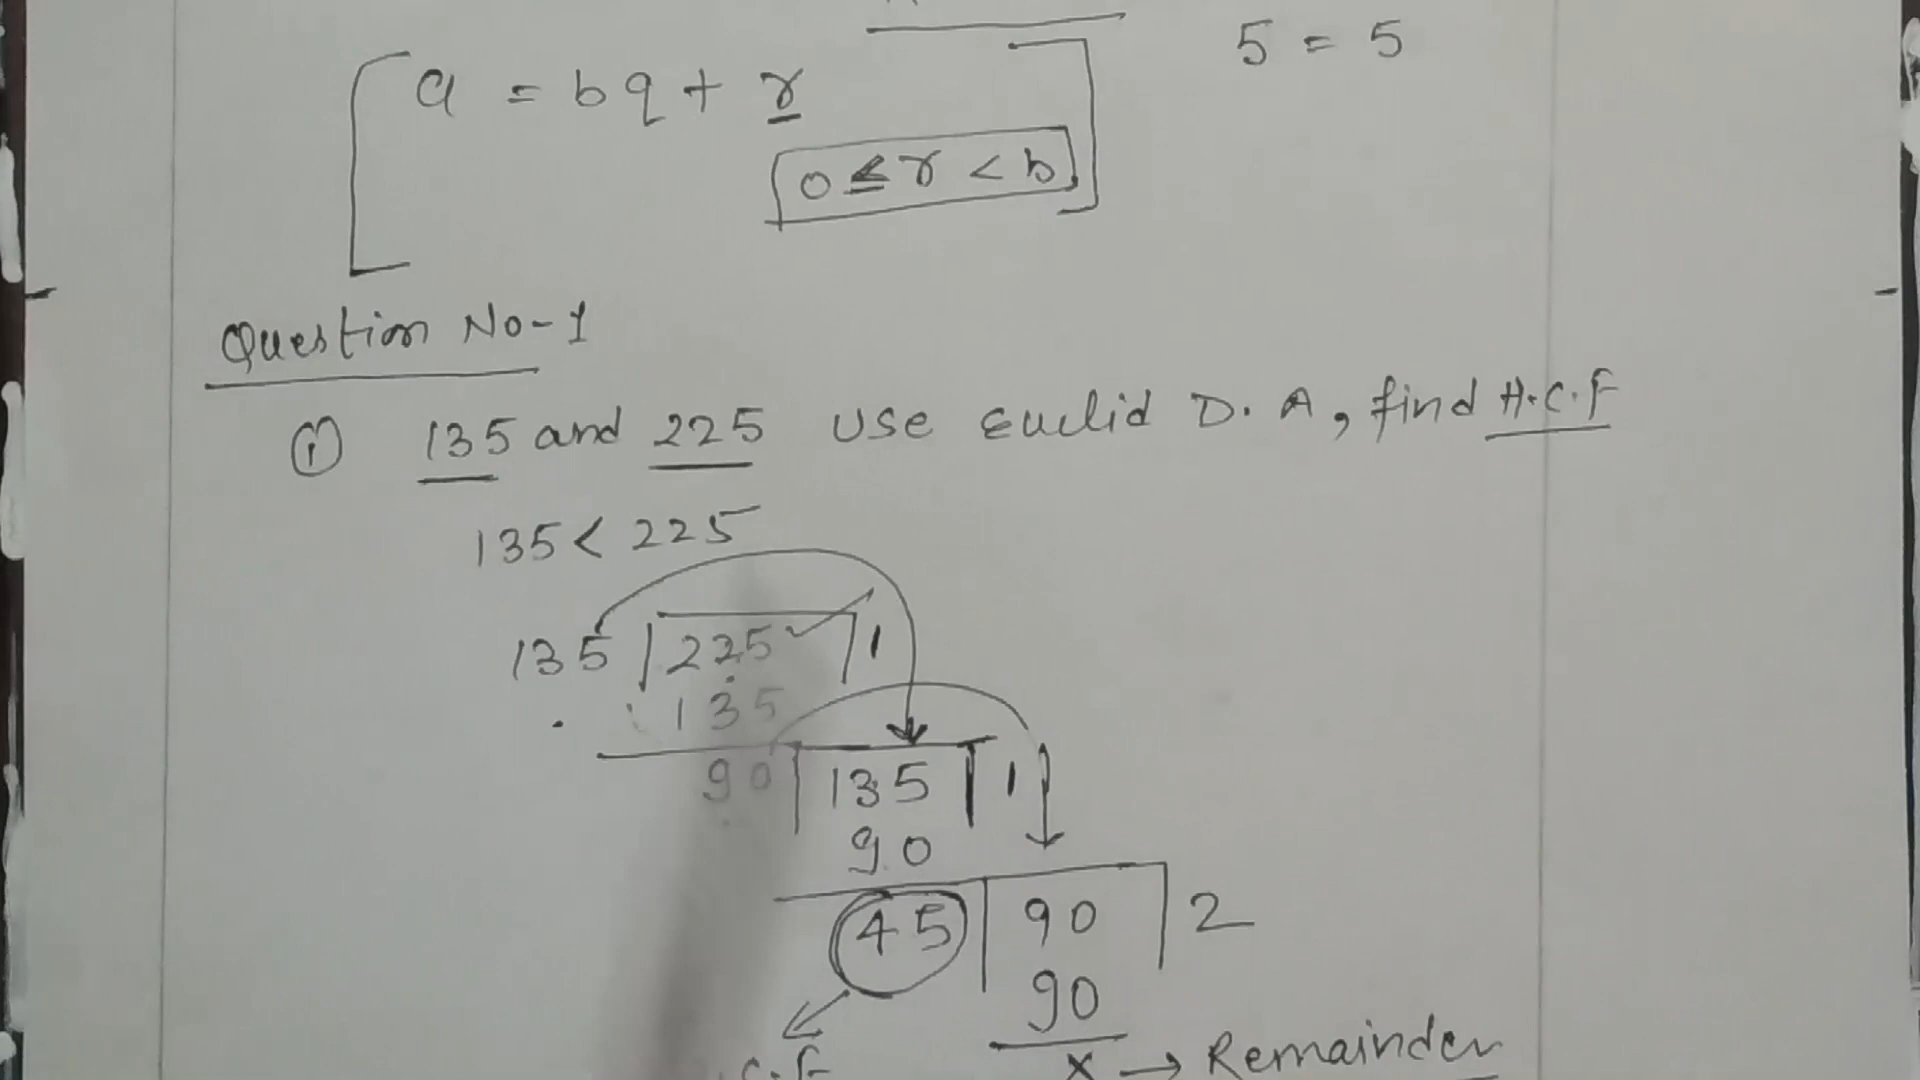 5 = 5
a = bq + r
0 ≤ r < b
Question No-1
① 135 and 225 use Euclid D.A, find H.C.F
135 < 225
135 225 1
135
90 135 1
90
45 90 2
90
C.F x → Remainder